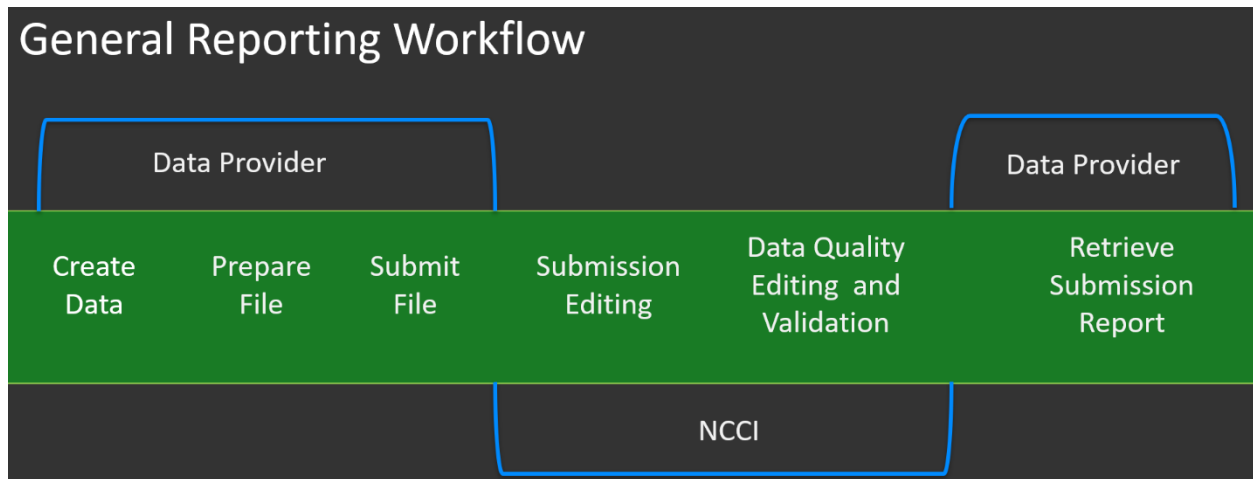 General Reporting Workflow
Data Provider
Data Provider
Create
Data
Prepare
File
Submit
File
Submission
Editing
Data Quality
Editing and
Validation
Retrieve
Submission
Report
NCCI